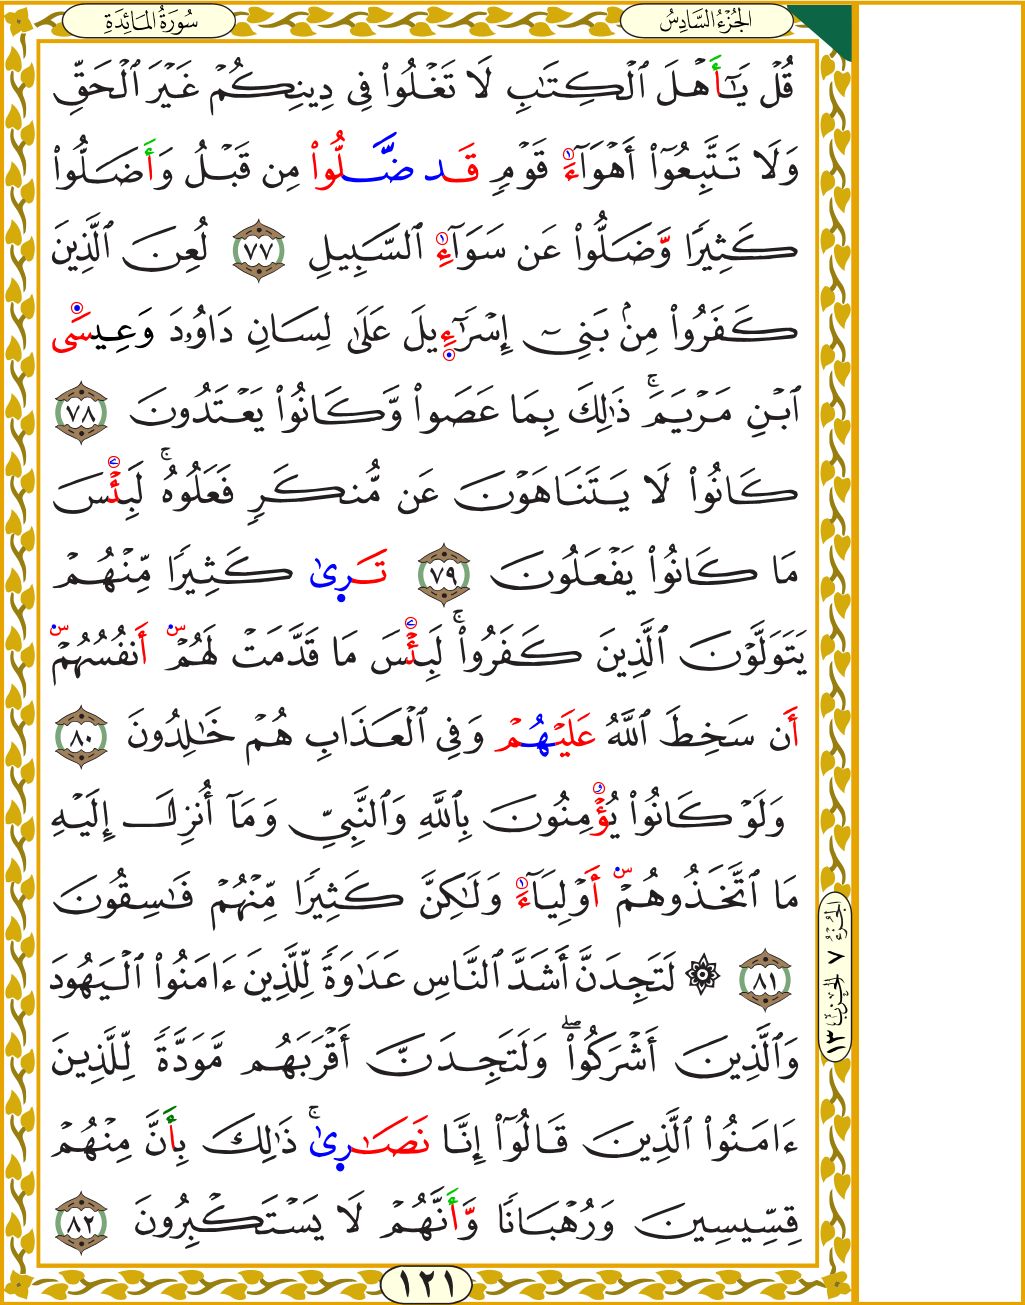 سُورَةُ المَائِدَةِ
الجُزْءُ السَّادِسُ
قُلْ يَـٰٓأَهْلَ ٱلْكِتَـٰبِ لَا تَغْلُوا۟ فِى دِينِكُمْ غَيْرَ ٱلْحَقِّ
وَلَا تَتَّبِعُوٓا۟ أَهْوَآءَ قَوْمٍ قَد ضَّلُّوا۟ مِن قَبْلُ وَأَضَلُّوا۟
كَثِيرًا وَّضَلُّوا۟ عَن سَوَآءِ ٱلسَّبِيلِ ٧٧ لُعِنَ ٱلَّذِينَ
كَفَرُوا۟ مِنۢ بَنِىٓ إِسْرَٰٓءِيلَ عَلَىٰ لِسَانِ دَاوُۥدَ وَعِيسَى
ٱبْنِ مَرْيَمَ ۚ ذَٰلِكَ بِمَا عَصَوا۟ وَّكَانُوا۟ يَعْتَدُونَ ٧٨
كَانُوا۟ لَا يَتَنَاهَوْنَ عَن مُّنكَرٍ فَعَلُوهُ ۚ لَبِئْسَ
مَا كَانُوا۟ يَفْعَلُونَ ٧٩ تَرَىٰ كَثِيرًا مِّنْهُمْ
يَتَوَلَّوْنَ ٱلَّذِينَ كَفَرُوا۟ ۚ لَبِئْسَ مَا قَدَّمَتْ لَهُمْ أَنفُسُهُمْ
أَن سَخِطَ ٱللَّهُ عَلَيْهُمْ وَفِى ٱلْعَذَابِ هُمْ خَـٰلِدُونَ ٨٠
وَلَوْ كَانُوا۟ يُؤْمِنُونَ بِٱللَّهِ وَٱلنَّبِىِّ وَمَآ أُنزِلَ إِلَيْهِ
مَا ٱتَّخَذُوهُمْ أَوْلِيَآءَ وَلَـٰكِنَّ كَثِيرًا مِّنْهُمْ فَـٰسِقُونَ
٨١ ۞ لَتَجِدَنَّ أَشَدَّ ٱلنَّاسِ عَدَٰوَةً لِّلَّذِينَ ءَامَنُوا۟ ٱلْيَهُودَ
وَٱلَّذِينَ أَشْرَكُوا۟ ۖ وَلَتَجِدَنَّ أَقْرَبَهُم مَّوَدَّةً لِّلَّذِينَ
ءَامَنُوا۟ ٱلَّذِينَ قَالُوٓا۟ إِنَّا نَصَـٰرَىٰ ۚ ذَٰلِكَ بِأَنَّ مِنْهُمْ
قِسِّيسِينَ وَرُهْبَانًا وَّأَنَّهُمْ لَا يَسْتَكْبِرُونَ ٨٢
الجُزْءُ ٧ الحِزْبُ ١٣
١٢١